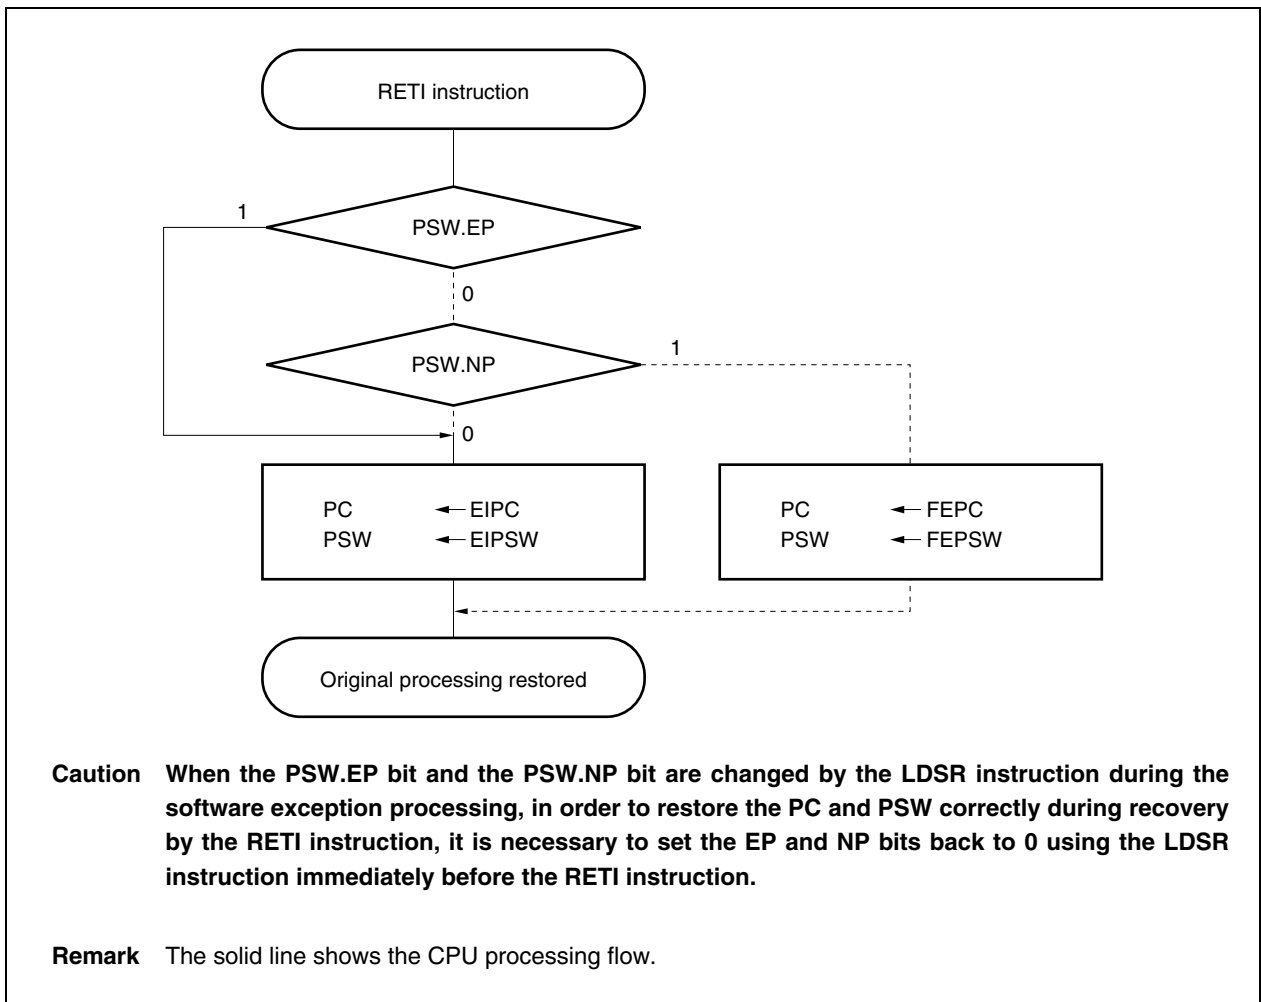 RETI instruction
1
PSW.EP
0
PSW.NP
1
0
PC ← EIPC
PSW ← EIPSW
PC ← FEPC
PSW ← FEPSW
Original processing restored
Caution When the PSW.EP bit and the PSW.NP bit are changed by the LDSR instruction during the
software exception processing, in order to restore the PC and PSW correctly during recovery
by the RETI instruction, it is necessary to set the EP and NP bits back to 0 using the LDSR
instruction immediately before the RETI instruction.
Remark The solid line shows the CPU processing flow.